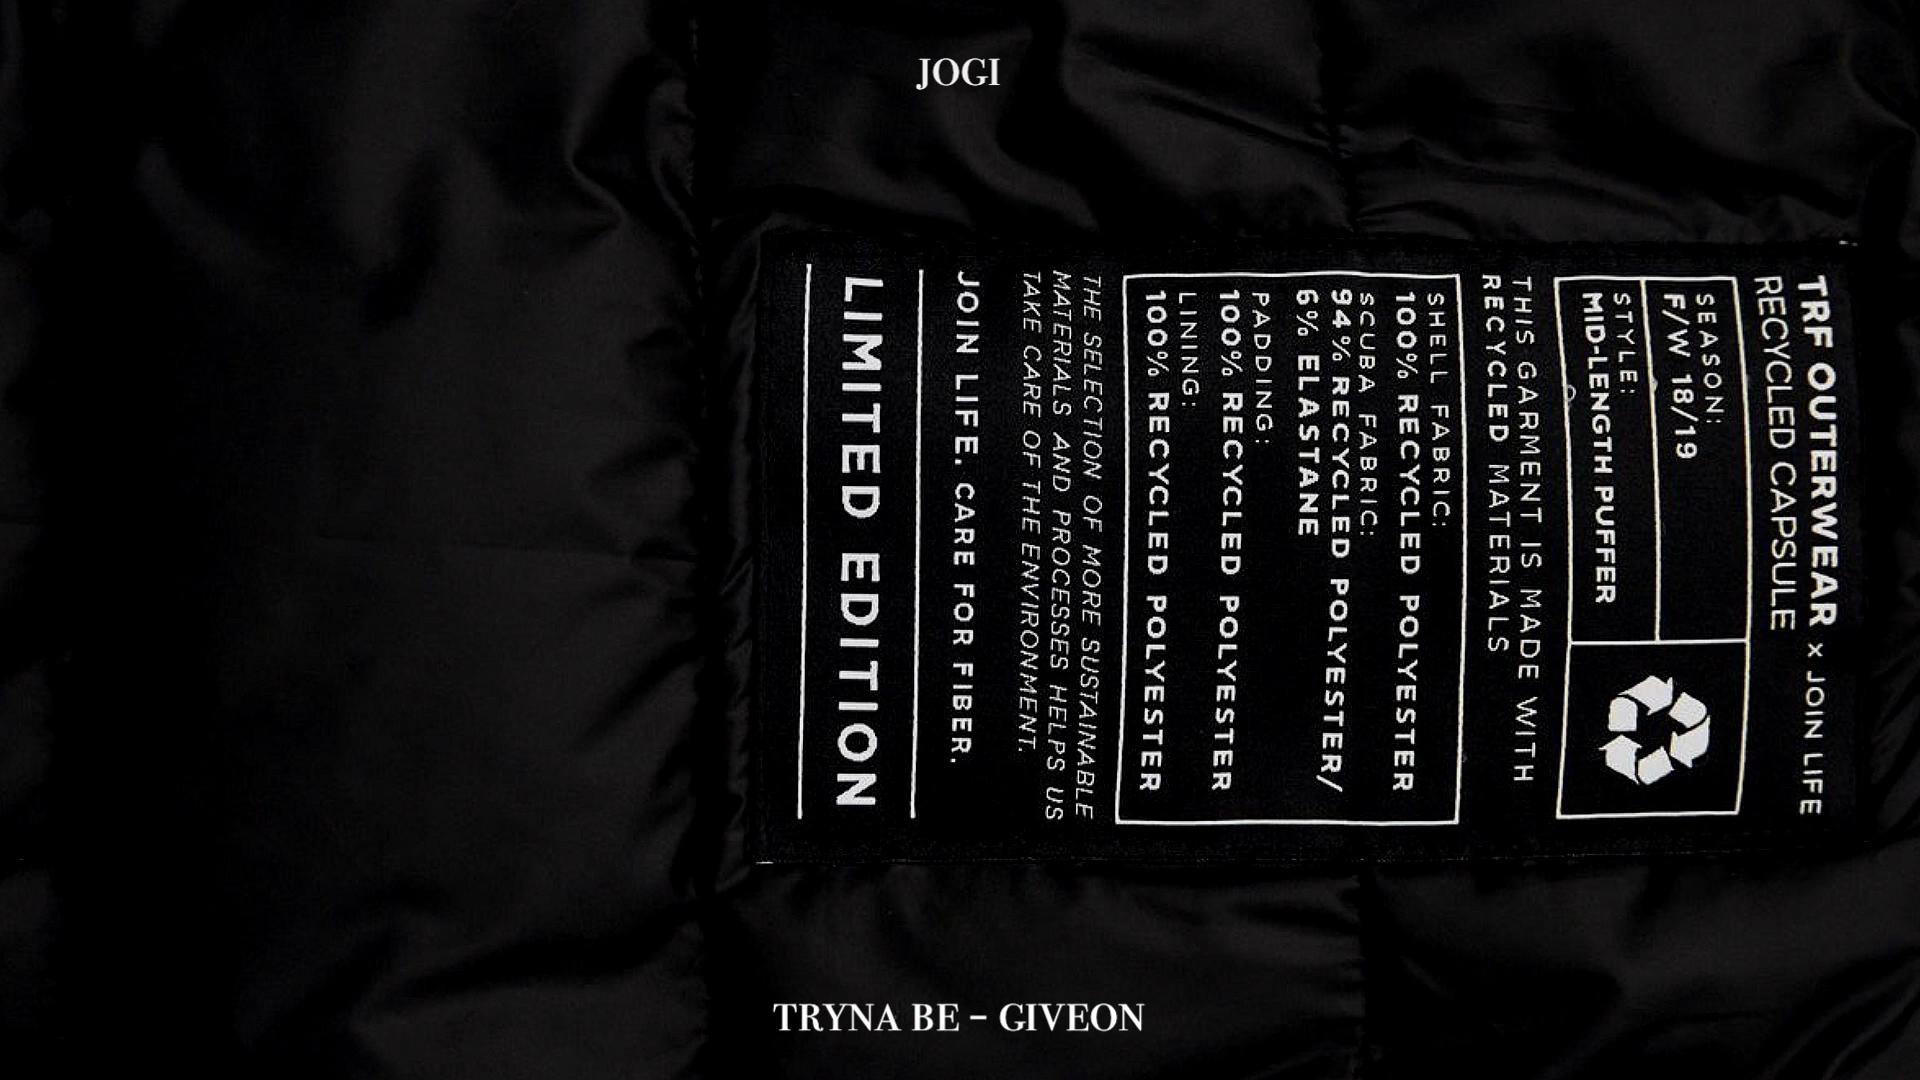 JOGI
TRF OUTERWEAR x JOIN LIFE
RECYCLED CAPSULE
SEASON:
F/W 18/19
STYLE:
MID-LENGTH PUFFER
THIS GARMENT IS MADE WITH
RECYCLED MATERIALS
SHELL FABRIC:
100% RECYCLED POLYESTER
SCUBA FABRIC:
94% RECYCLED POLYESTER/
6% ELASTANE
PADDING:
100% RECYCLED POLYESTER
LINING:
100% RECYCLED POLYESTER
THE SELECTION OF MORE SUSTAINABLE
MATERIALS AND PROCESSES HELPS US
TAKE CARE OF THE ENVIRONMENT.
JOIN LIFE. CARE FOR FIBER.
LIMITED EDITION
TRYNA BE - GIVEON